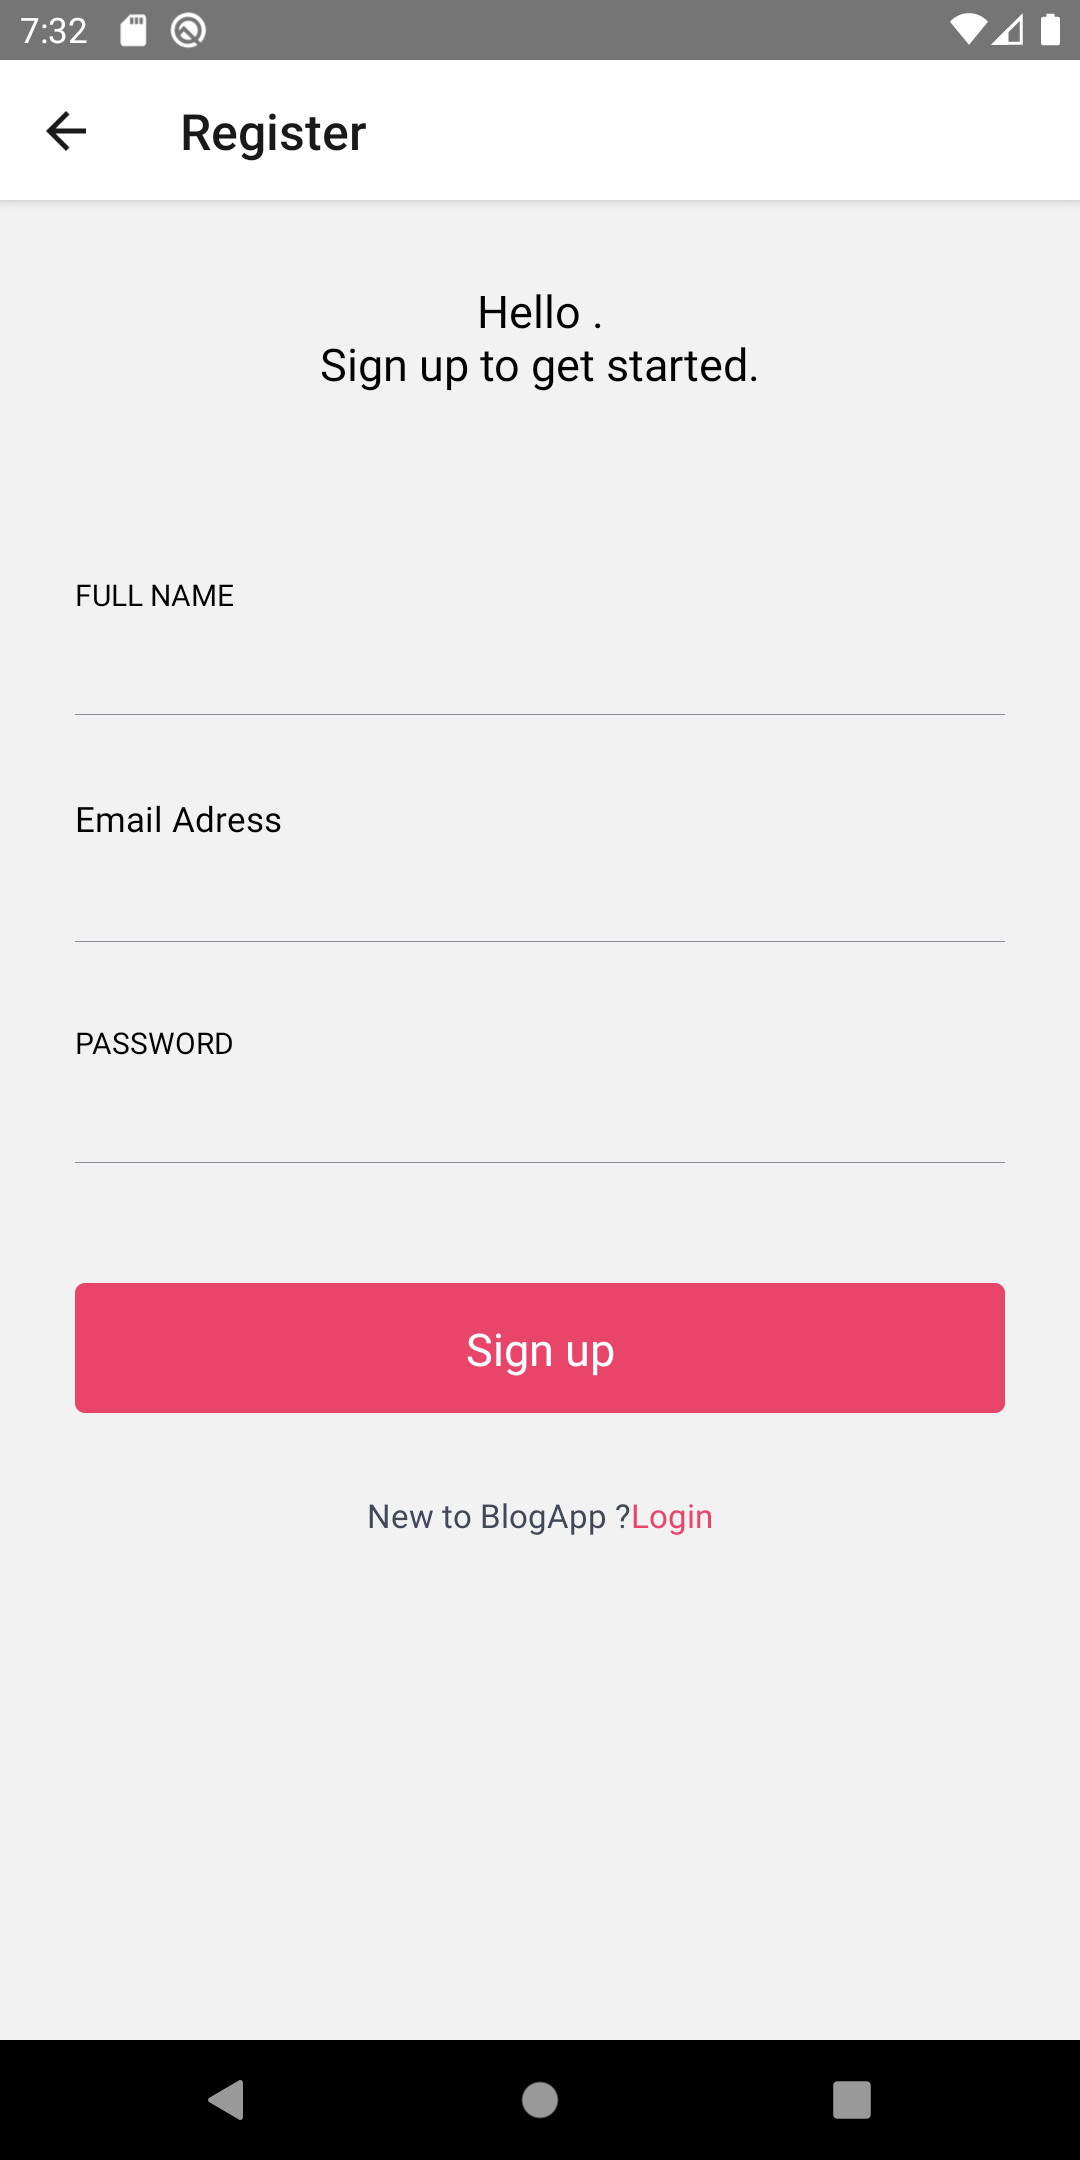 7:32
Register
Hello .
Sign up to get started.
FULL NAME
Email Adress
PASSWORD
Sign up
New to BlogApp ?Login